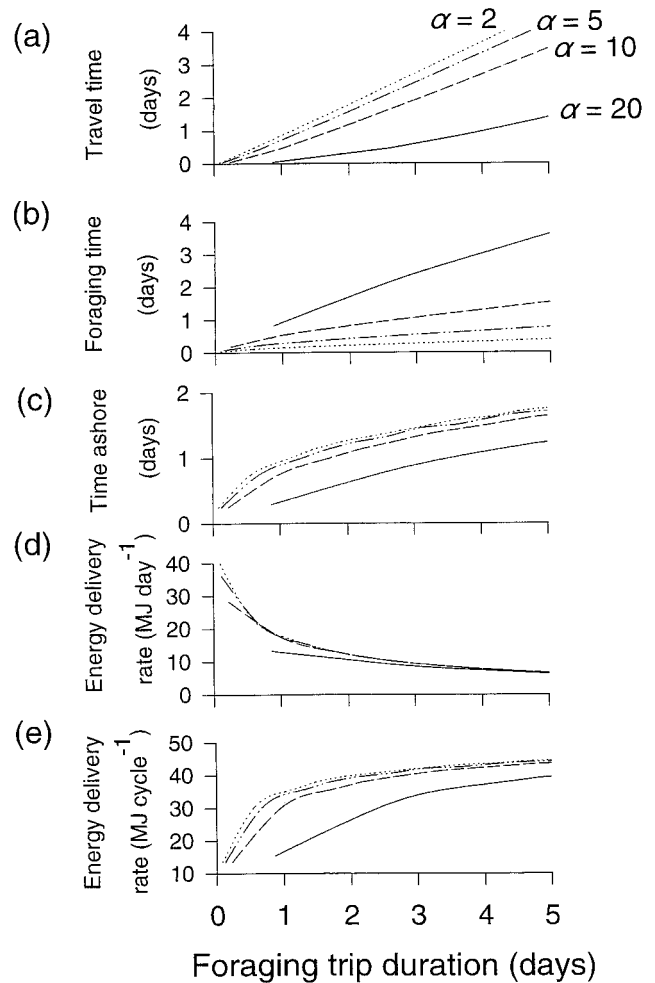 (a)
Travel time
(days)
4
3
2
1
0
α = 2
α = 5
α = 10
α = 20
(b)
Foraging time
(days)
4
3
2
1
0
(c)
Time ashore
(days)
2
1
0
(d)
Energy delivery
rate (MJ day⁻¹)
40
30
20
10
0
(e)
Energy delivery
rate (MJ cycle⁻¹)
50
40
30
20
10
0 1 2 3 4 5
Foraging trip duration (days)